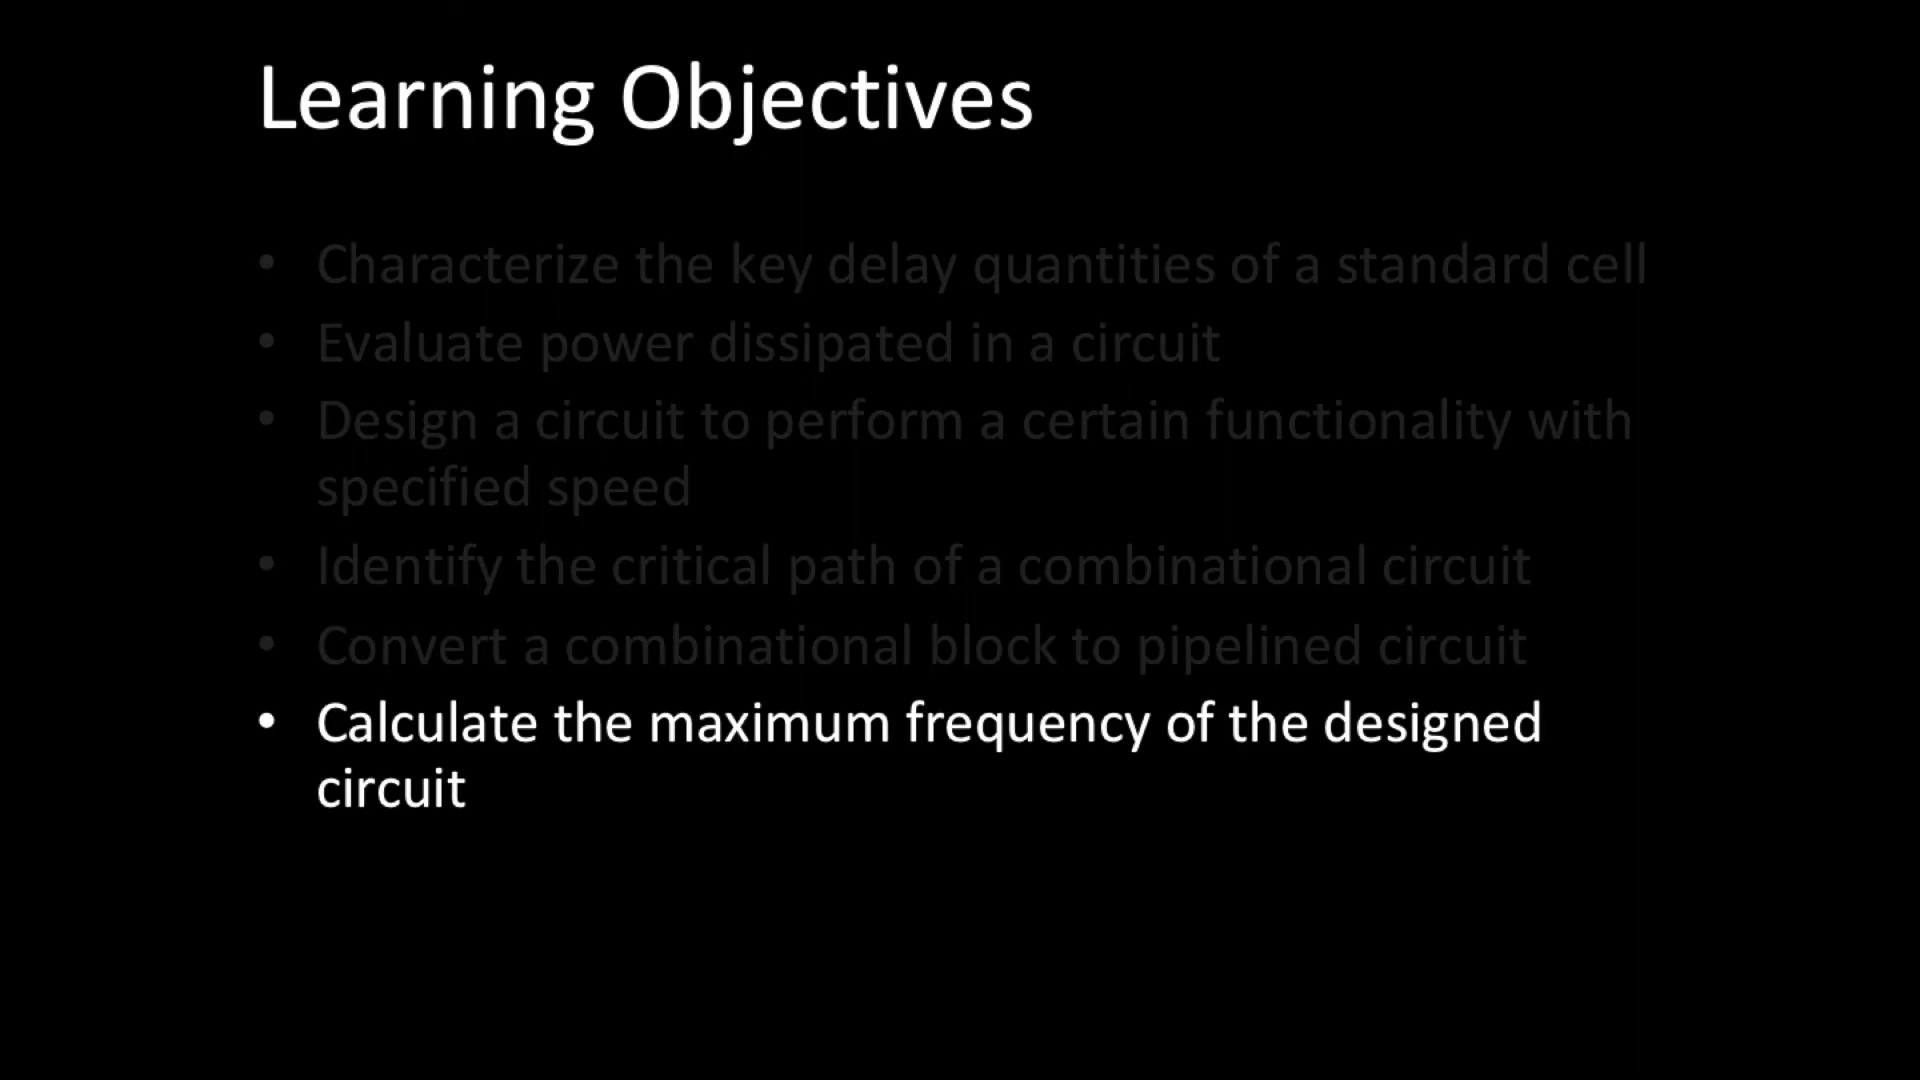 Learning Objectives
• Characterize the key delay quantities of a standard cell
• Evaluate power dissipated in a circuit
• Design a circuit to perform a certain functionality with
specified speed
• Identify the critical path of a combinational circuit
• Convert a combinational block to pipelined circuit
• Calculate the maximum frequency of the designed
circuit